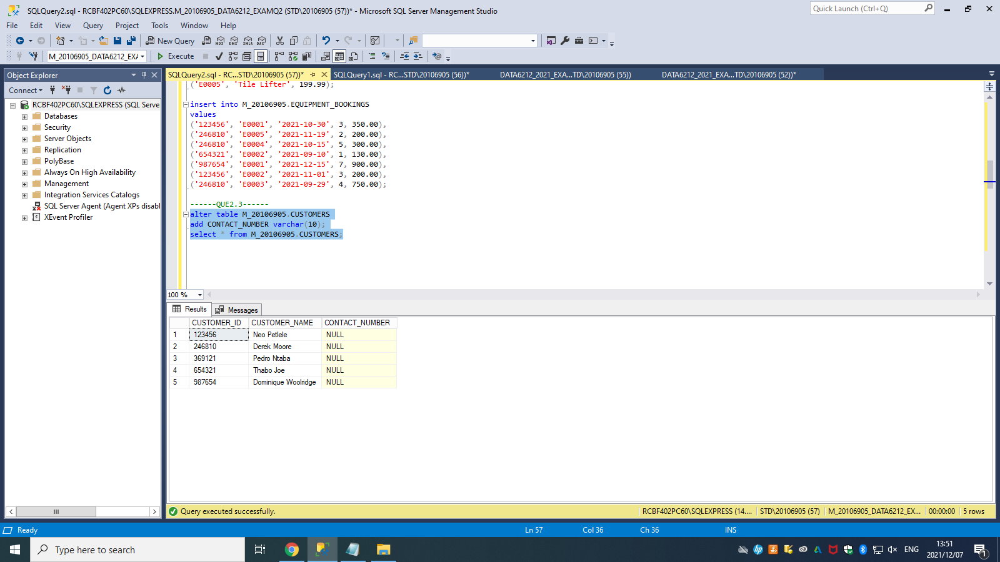 SQLQuery2.sql - RCBF402PC60\SQLEXPRESS.M_20106905_DATA6212_EXAMQ2 (STD\20106905 (57))* - Microsoft SQL Server Management Studio
Quick Launch (Ctrl+Q)
File Edit View Query Project Tools Window Help
New Query
MDX DMX XMLA DAX
M_20106905_DATA6212_EXA
Execute
Object Explorer
SQLQuery2.sql - RC...STD\20106905 (57))*
SQLQuery1.sql - RC...STD\20106905 (56))*
DATA6212_2021_EXA...TD\20106905 (55))
DATA6212_2021_EXA...TD\20106905 (52))*
Connect
RCBF402PC60\SQLEXPRESS (SQL Serve
Databases
Security
Server Objects
Replication
PolyBase
Always On High Availability
Management
Integration Services Catalogs
SQL Server Agent (Agent XPs disabl
XEvent Profiler
('E0005', 'Tile Lifter', 199.99);
insert into M_20106905.EQUIPMENT_BOOKINGS
values
('123456', 'E0001', '2021-10-30', 3, 350.00),
('246810', 'E0005', '2021-11-19', 2, 200.00),
('246810', 'E0004', '2021-10-15', 5, 300.00),
('654321', 'E0002', '2021-09-10', 1, 130.00),
('987654', 'E0001', '2021-12-15', 7, 900.00),
('123456', 'E0002', '2021-11-01', 3, 200.00),
('246810', 'E0003', '2021-09-29', 4, 750.00);
------QUE2.3------
alter table M_20106905.CUSTOMERS
add CONTACT_NUMBER varchar(10);
select * from M_20106905.CUSTOMERS;
100 %
Results Messages
CUSTOMER_ID CUSTOMER_NAME CONTACT_NUMBER
1 123456 Neo Petlele NULL
2 246810 Derek Moore NULL
3 369121 Pedro Ntaba NULL
4 654321 Thabo Joe NULL
5 987654 Dominique Woolridge NULL
Query executed successfully.
RCBF402PC60\SQLEXPRESS (14.... STD\20106905 (57) M_20106905_DATA6212_EX... 00:00:00 5 rows
Ready Ln 57 Col 36 Ch 36 INS
Type here to search
ENG
13:51
2021/12/07
1